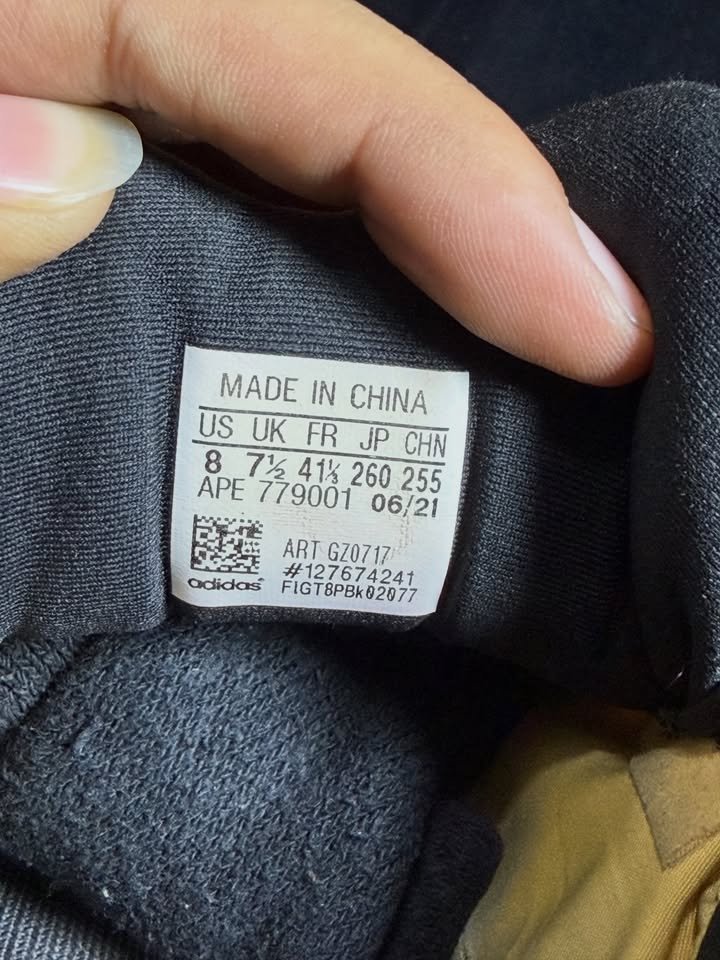 MADE IN CHINA
US UK FR JP CHN
8 7½ 41⅓ 260 255
APE 779001 06/21
ART GZ0717
#127674241
adidas
F1GT8PBk02077